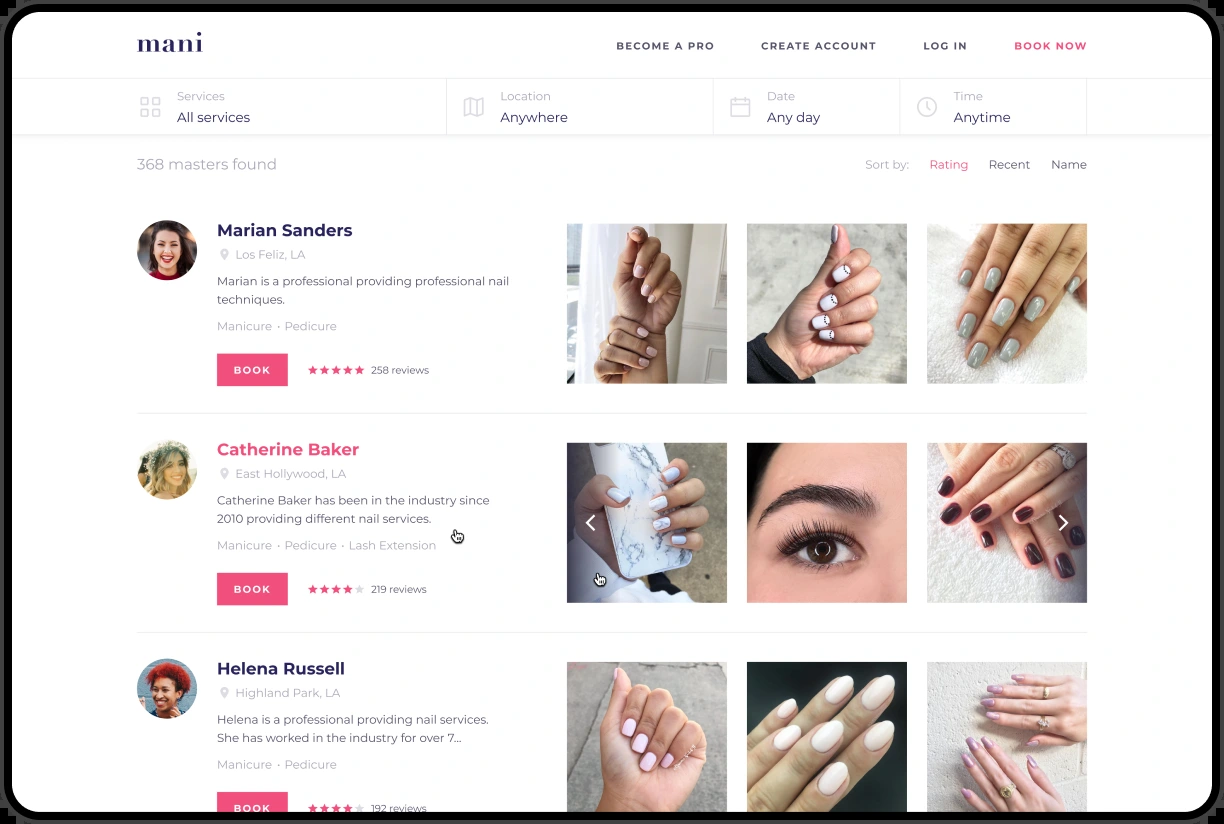 mani
BECOME A PRO
CREATE ACCOUNT
LOG IN
BOOK NOW
Services
All services
Location
Anywhere
Date
Any day
Time
Anytime
368 masters found
Sort by: Rating Recent Name
Marian Sanders
Los Feliz, LA
Marian is a professional providing professional nail
techniques.
Manicure • Pedicure
BOOK
258 reviews
Catherine Baker
East Hollywood, LA
Catherine Baker has been in the industry since
2010 providing different nail services.
Manicure • Pedicure • Lash Extension
BOOK
219 reviews
Helena Russell
Highland Park, LA
Helena is a professional providing nail services.
She has worked in the industry for over 7...
Manicure • Pedicure
BOOK
192 reviews